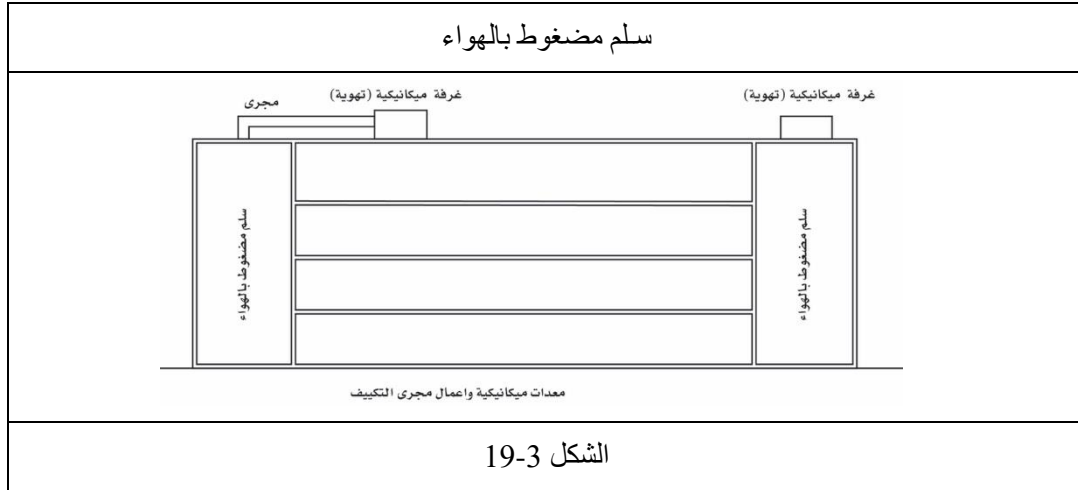 سلم مضغوط بالهواء
غرفة ميكانيكية (تهوية)
غرفة ميكانيكية (تهوية)
مجرى
سلم مضغوط بالهواء
سلم مضغوط بالهواء
معدات ميكانيكية واعمال مجرى التكييف
الشكل 3-19